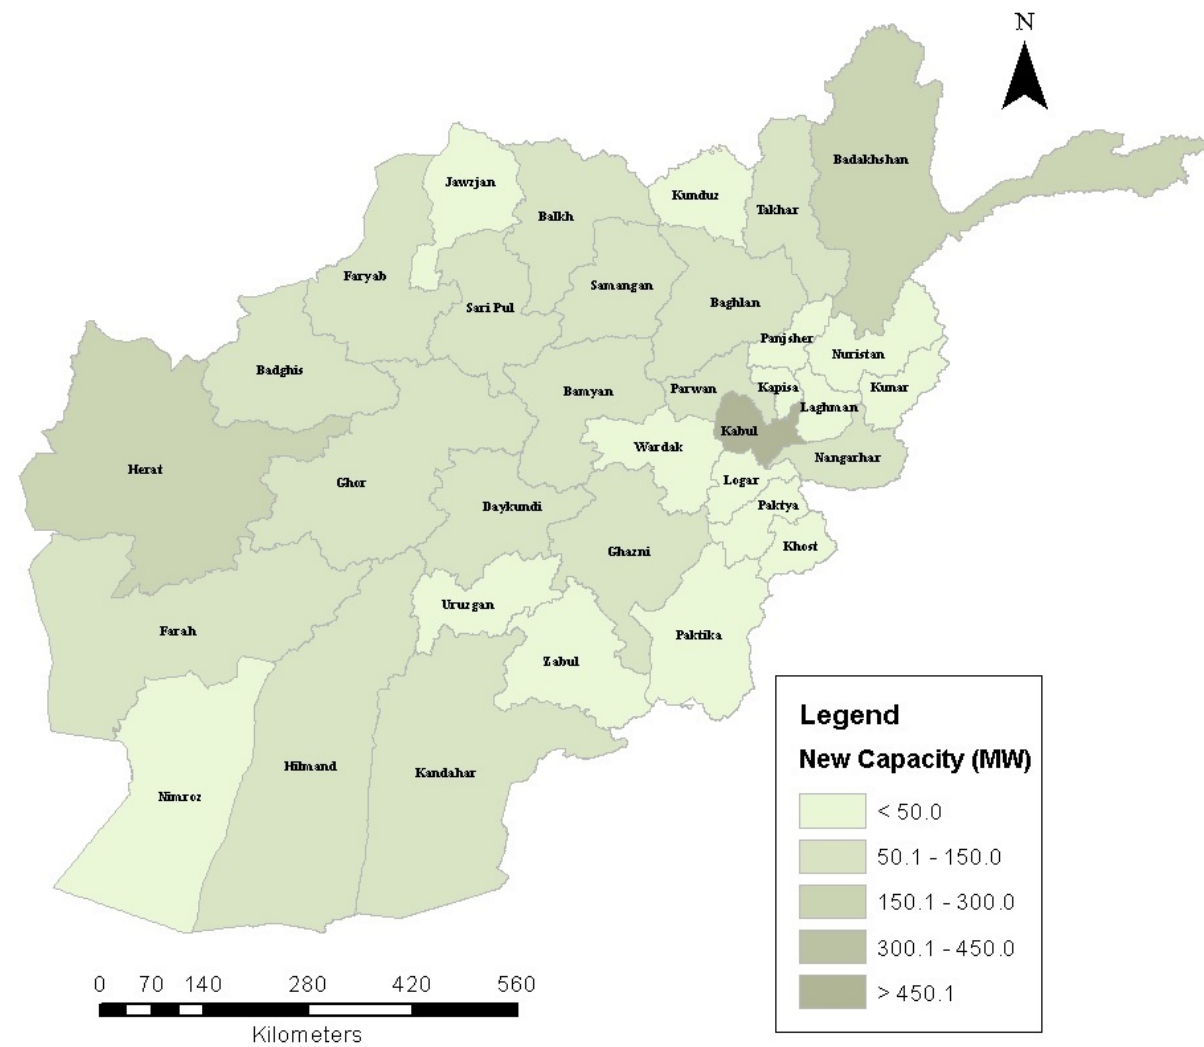 N
Badakhshan
Jawzjan
Kunduz
Takhar
Balkh
Faryab
Samangan
Sari Pul
Baghlan
Panjsher
Nuristan
Badghis
Bamyan
Parwan
Kapisa
Kunar
Laghman
Kabul
Wardak
Nangarhar
Herat
Ghor
Logar
Daykundi
Paktya
Ghazni
Khost
Uruzgan
Farah
Paktika
Zabul
Hilmand
Kandahar
Nimroz
Legend
New Capacity (MW)
< 50.0
50.1 - 150.0
150.1 - 300.0
300.1 - 450.0
> 450.1
0 70 140 280 420 560
Kilometers